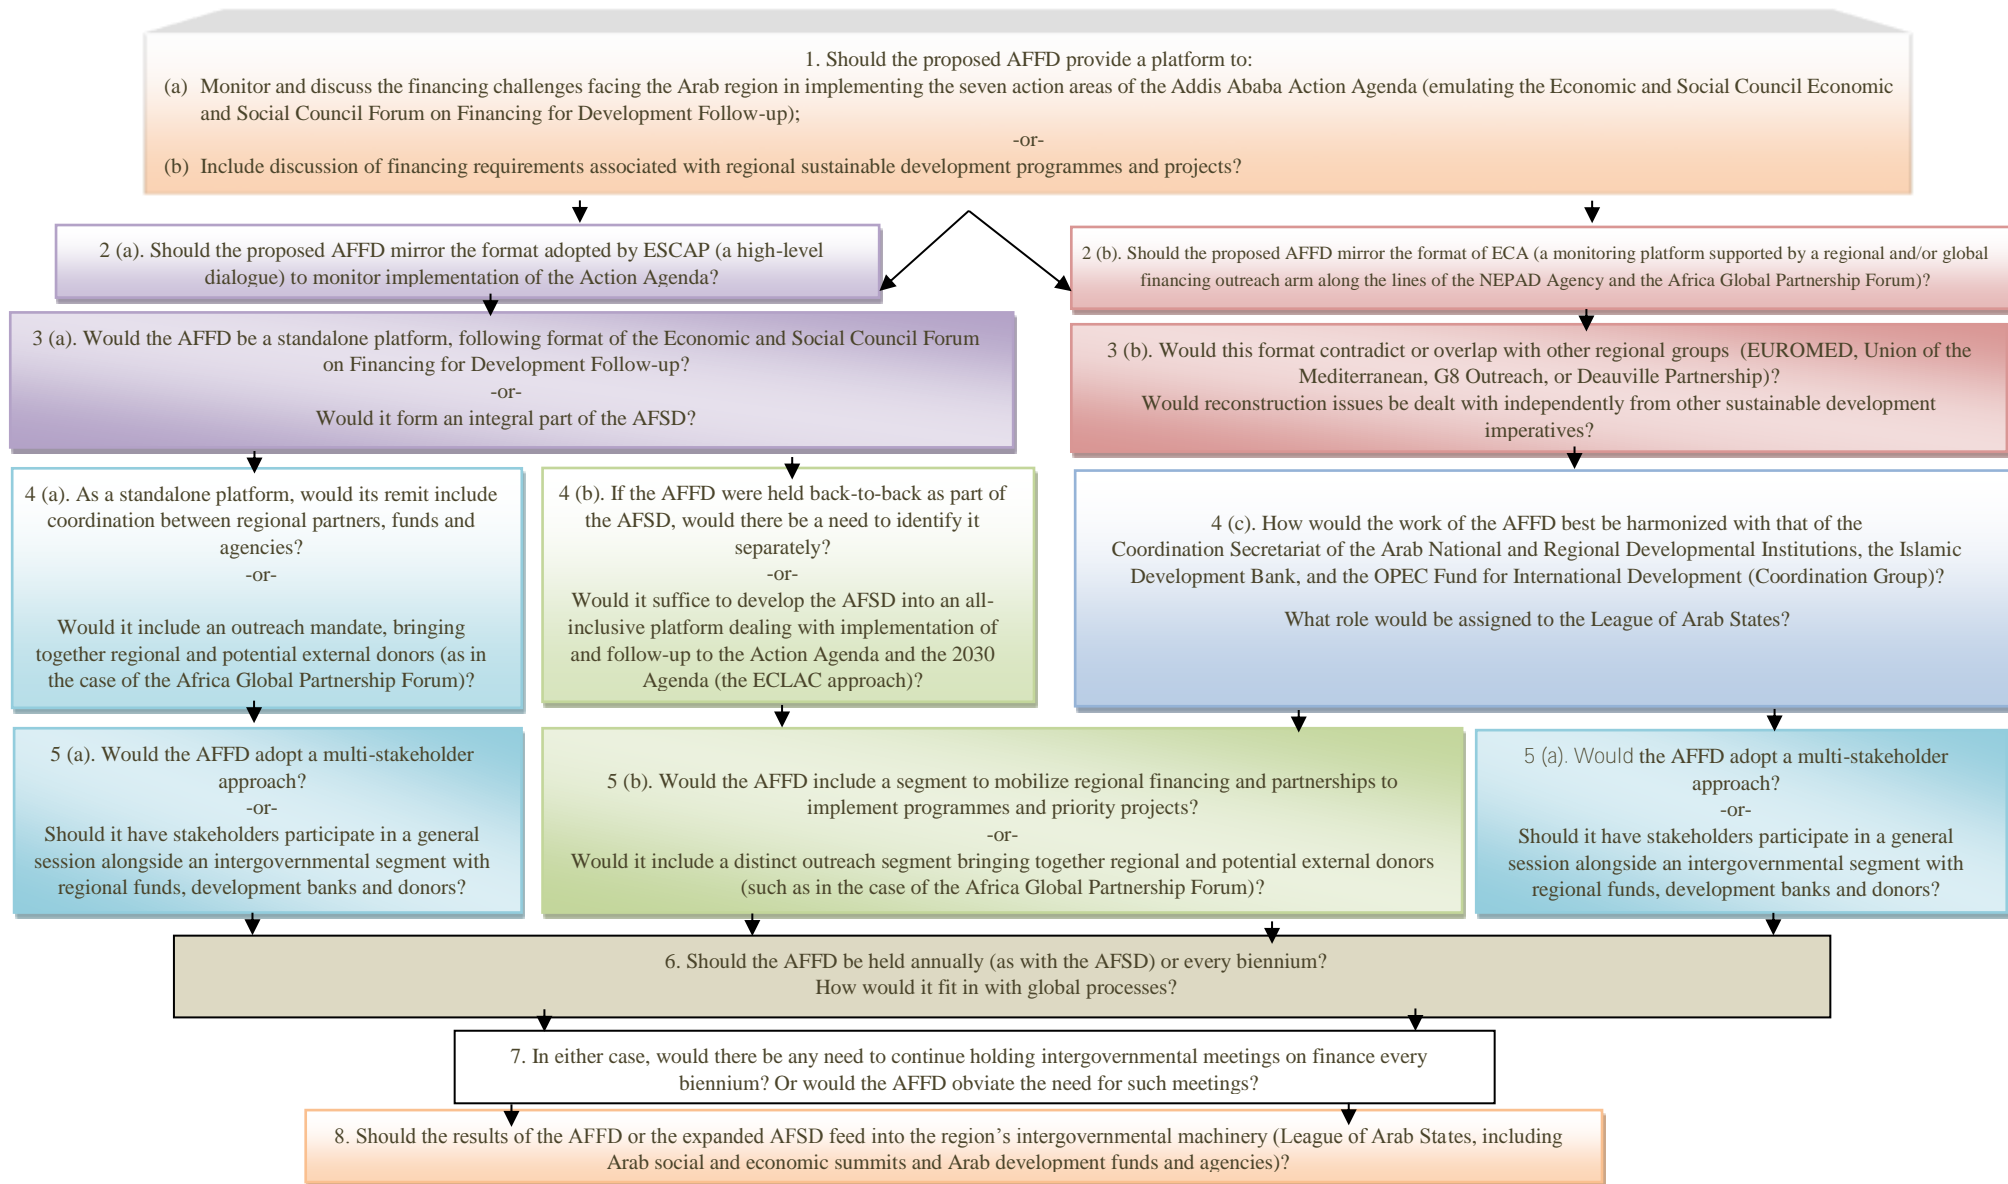 1. Should the proposed AFFD provide a platform to:
(a) Monitor and discuss the financing challenges facing the Arab region in implementing the seven action areas of the Addis Ababa Action Agenda (emulating the Economic and Social Council Economic
and Social Council Forum on Financing for Development Follow-up);
-or-
(b) Include discussion of financing requirements associated with regional sustainable development programmes and projects?
2 (a). Should the proposed AFFD mirror the format adopted by ESCAP (a high-level
dialogue) to monitor implementation of the Action Agenda?
2 (b). Should the proposed AFFD mirror the format of ECA (a monitoring platform supported by a regional and/or global
financing outreach arm along the lines of the NEPAD Agency and the Africa Global Partnership Forum)?
3 (a). Would the AFFD be a standalone platform, following format of the Economic and Social Council Forum
on Financing for Development Follow-up?
-or-
Would it form an integral part of the AFSD?
3 (b). Would this format contradict or overlap with other regional groups (EUROMED, Union of the
Mediterranean, G8 Outreach, or Deauville Partnership)?
Would reconstruction issues be dealt with independently from other sustainable development
imperatives?
4 (a). As a standalone platform, would its remit include
coordination between regional partners, funds and
agencies?
-or-
Would it include an outreach mandate, bringing
together regional and potential external donors (as in
the case of the Africa Global Partnership Forum)?
4 (b). If the AFFD were held back-to-back as part of
the AFSD, would there be a need to identify it
separately?
-or-
Would it suffice to develop the AFSD into an all-
inclusive platform dealing with implementation of
and follow-up to the Action Agenda and the 2030
Agenda (the ECLAC approach)?
4 (c). How would the work of the AFFD best be harmonized with that of the
Coordination Secretariat of the Arab National and Regional Developmental Institutions, the Islamic
Development Bank, and the OPEC Fund for International Development (Coordination Group)?
What role would be assigned to the League of Arab States?
5 (a). Would the AFFD adopt a multi-stakeholder
approach?
-or-
Should it have stakeholders participate in a general
session alongside an intergovernmental segment with
regional funds, development banks and donors?
5 (b). Would the AFFD include a segment to mobilize regional financing and partnerships to
implement programmes and priority projects?
-or-
Would it include a distinct outreach segment bringing together regional and potential external donors
(such as in the case of the Africa Global Partnership Forum)?
5 (a). Would the AFFD adopt a multi-stakeholder
approach?
-or-
Should it have stakeholders participate in a general
session alongside an intergovernmental segment with
regional funds, development banks and donors?
6. Should the AFFD be held annually (as with the AFSD) or every biennium?
How would it fit in with global processes?
7. In either case, would there be any need to continue holding intergovernmental meetings on finance every
biennium? Or would the AFFD obviate the need for such meetings?
8. Should the results of the AFFD or the expanded AFSD feed into the region's intergovernmental machinery (League of Arab States, including
Arab social and economic summits and Arab development funds and agencies)?